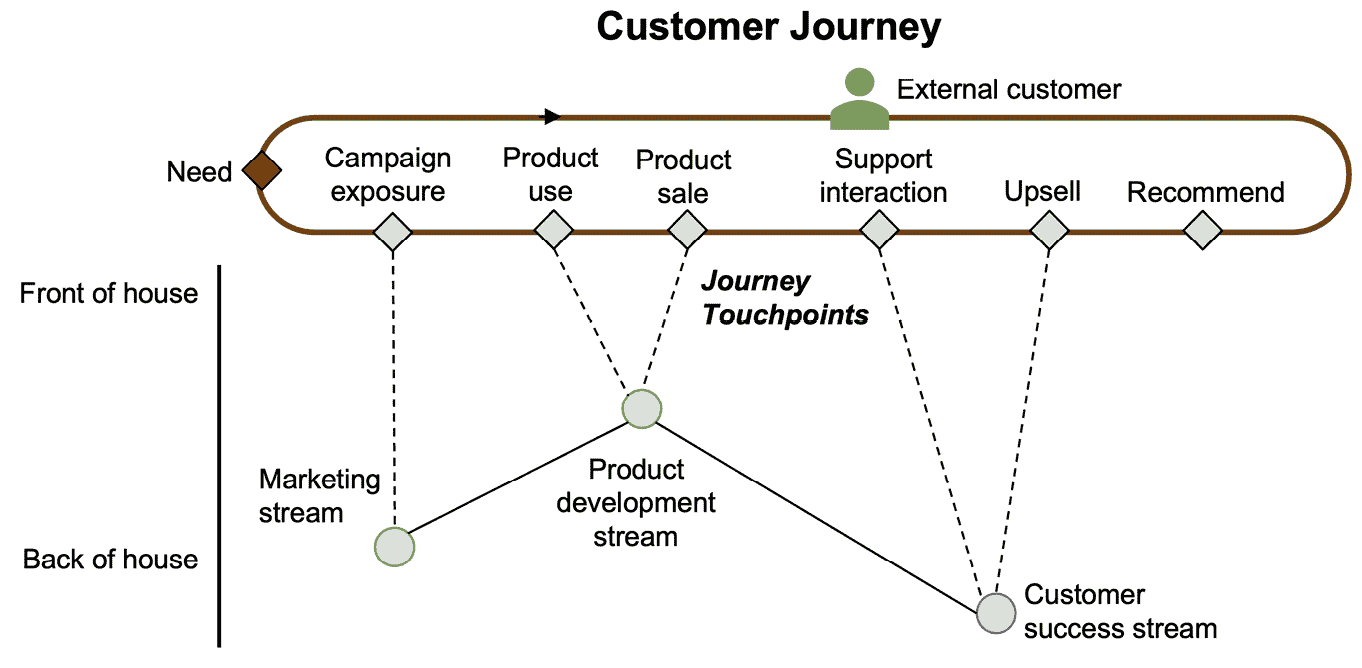 Customer Journey
External customer
Need
Campaign
exposure
Product
use
Product
sale
Support
interaction
Upsell
Recommend
Front of house
Journey
Touchpoints
Marketing
stream
Product
development
stream
Back of house
Customer
success stream